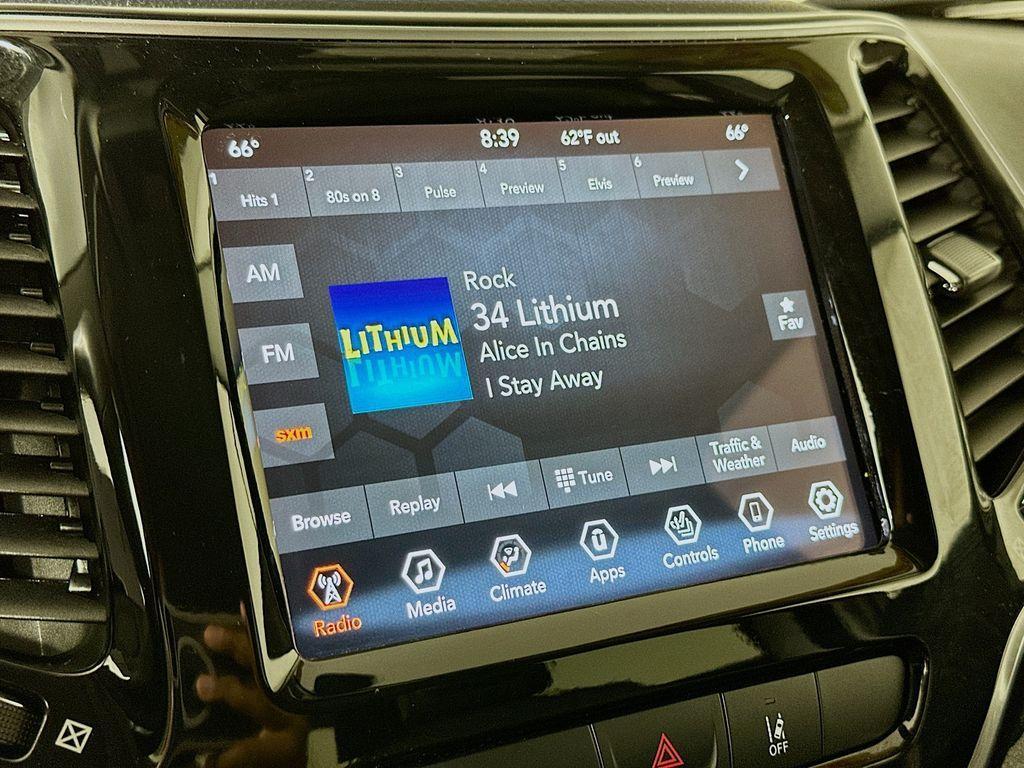 66°
8:39
62°F out
66°
1 Hits 1
2 80s on 8
3 Pulse
4 Preview
5 Elvis
6 Preview
AM
FM
sxm
LITHIUM
Rock
34 Lithium
Alice In Chains
I Stay Away
Fav
Browse
Replay
Tune
Traffic &
Weather
Audio
Radio
Media
Climate
Apps
Controls
Phone
Settings
OFF